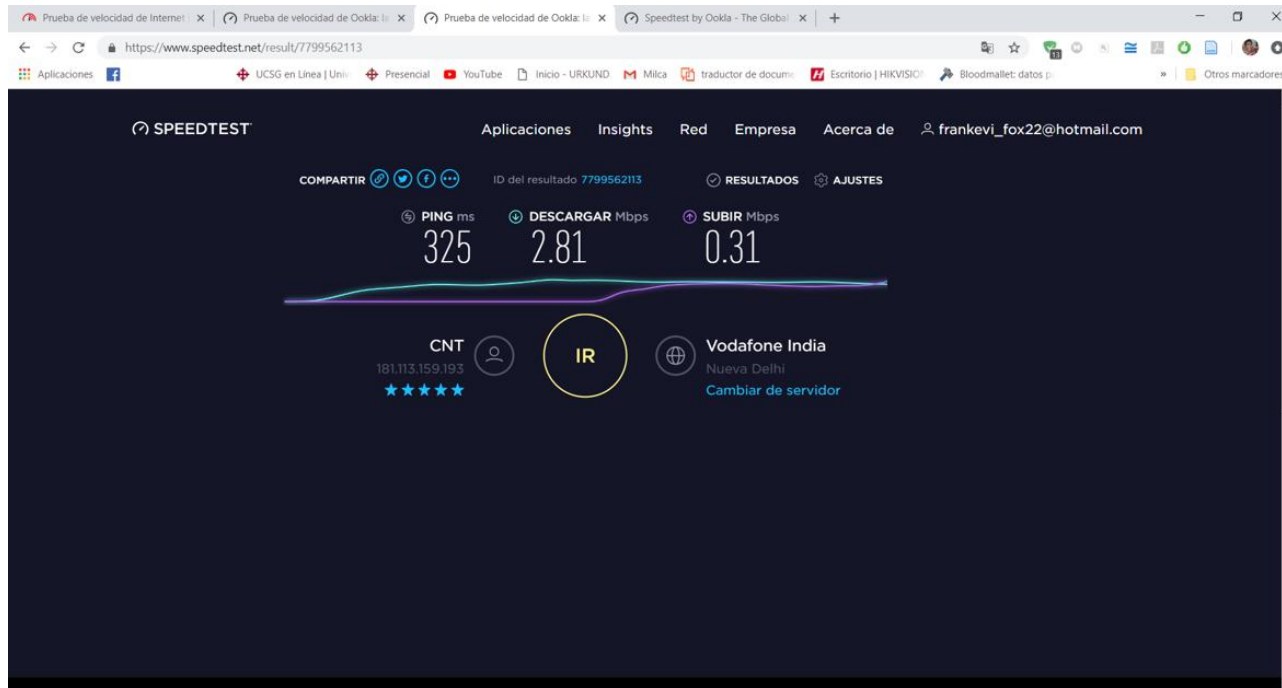 Prueba de velocidad de Internet
Prueba de velocidad de Ookla: la
Prueba de velocidad de Ookla: la
Speedtest by Ookla - The Global
https://www.speedtest.net/result/7799562113
13
Aplicaciones
UCSG en Línea | Univ
Presencial
YouTube
Inicio - URKUND
Milca
traductor de docume
Escritorio | HIKVISION
Bloodmallet: datos p
»
Otros marcadores
SPEEDTEST
Aplicaciones Insights Red Empresa Acerca de frankevi_fox22@hotmail.com
COMPARTIR ID del resultado 7799562113 RESULTADOS AJUSTES
PING ms DESCARGAR Mbps SUBIR Mbps
325 2.81 0.31
CNT
181.113.159.193
IR
Vodafone India
Nueva Delhi
Cambiar de servidor